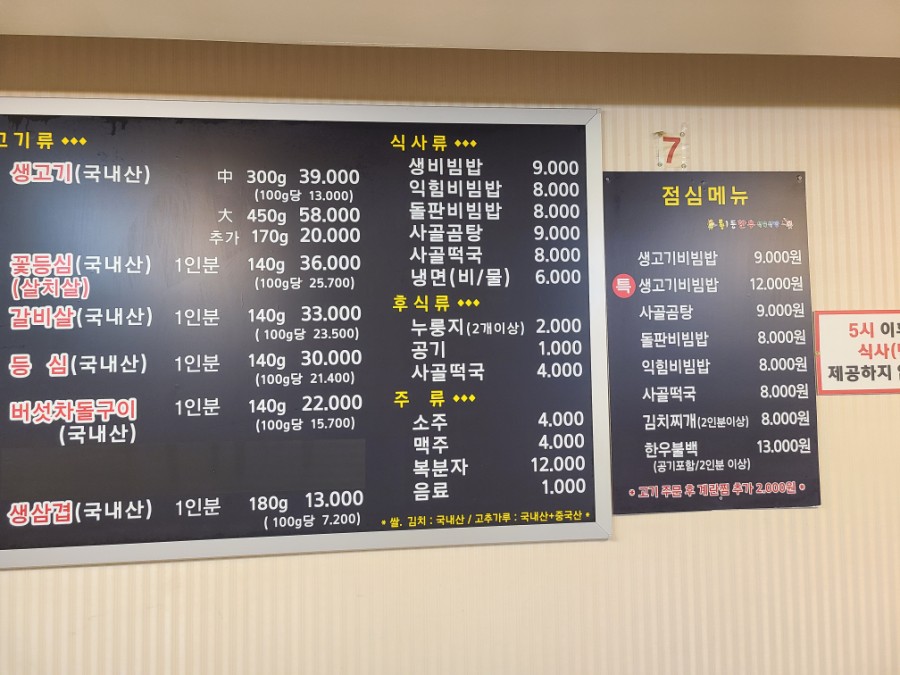 고기류
생고기(국내산) 中 300g 39.000
(100g당 13.000)
大 450g 58.000
추가 170g 20.000
꽃등심(국내산) 1인분 140g 36.000
(살치살) (100g당 25.700)
갈비살(국내산) 1인분 140g 33.000
(100g당 23.500)
등 심(국내산) 1인분 140g 30.000
(100g당 21.400)
버섯차돌구이 1인분 140g 22.000
(국내산) (100g당 15.700)
생삼겹(국내산) 1인분 180g 13.000
(100g당 7.200)
식사류
생비빔밥 9.000
익힘비빔밥 8.000
돌판비빔밥 8.000
사골곰탕 9.000
사골떡국 8.000
냉면(비/물) 6.000
후식류
누룽지(2개이상) 2.000
공기 1.000
사골떡국 4.000
주 류
소주 4.000
맥주 4.000
복분자 12.000
음료 1.000
* 쌀. 김치 : 국내산 / 고추가루 : 국내산+중국산 *
7
점심메뉴
생고기비빔밥 9.000원
특 생고기비빔밥 12.000원
사골곰탕 9.000원
돌판비빔밥 8.000원
익힘비빔밥 8.000원
사골떡국 8.000원
김치찌개(2인분이상) 8.000원
한우불백 13.000원
(공기포함/2인분 이상)
* 고기 주문 후 계란찜 추가 2.000원 *
5시
식사
제공하지